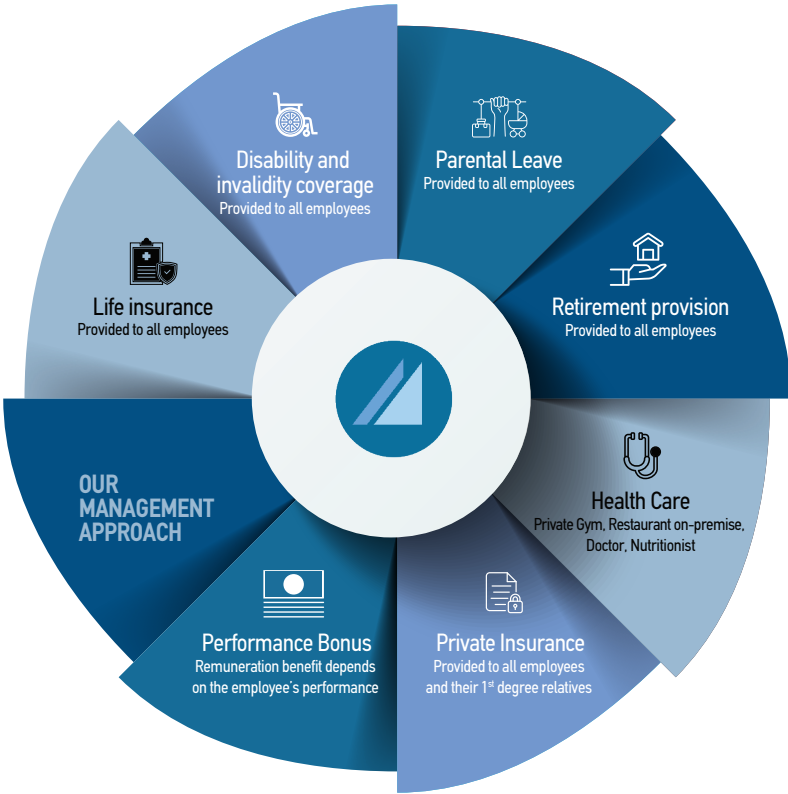 Disability and
invalidity coverage
Provided to all employees
Parental Leave
Provided to all employees
Retirement provision
Provided to all employees
Health Care
Private Gym, Restaurant on-premise,
Doctor, Nutritionist
Private Insurance
Provided to all employees
and their 1st degree relatives
Performance Bonus
Remuneration benefit depends
on the employee's performance
OUR
MANAGEMENT
APPROACH
Life insurance
Provided to all employees